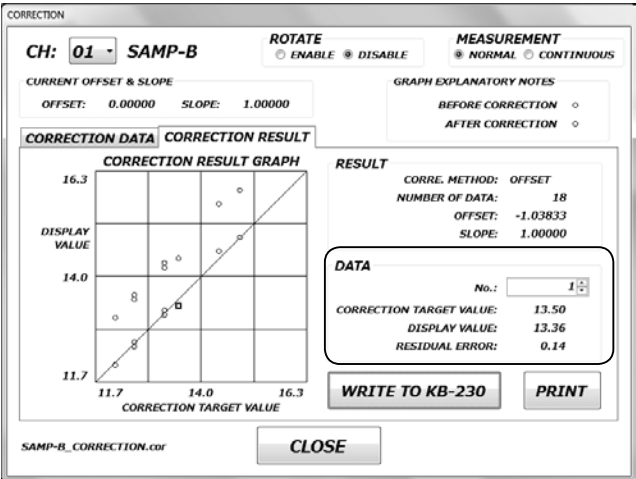 CORRECTION
CH: 01 SAMP-B
ROTATE
ENABLE DISABLE
MEASUREMENT
NORMAL CONTINUOUS
CURRENT OFFSET & SLOPE
OFFSET: 0.00000 SLOPE: 1.00000
GRAPH EXPLANATORY NOTES
BEFORE CORRECTION
AFTER CORRECTION
CORRECTION DATA CORRECTION RESULT
CORRECTION RESULT GRAPH
16.3
DISPLAY
VALUE
14.0
11.7
11.7 14.0 16.3
CORRECTION TARGET VALUE
RESULT
CORRE. METHOD: OFFSET
NUMBER OF DATA: 18
OFFSET: -1.03833
SLOPE: 1.00000
DATA
No.: 1
CORRECTION TARGET VALUE: 13.50
DISPLAY VALUE: 13.36
RESIDUAL ERROR: 0.14
WRITE TO KB-230 PRINT
SAMP-B_CORRECTION.cor
CLOSE